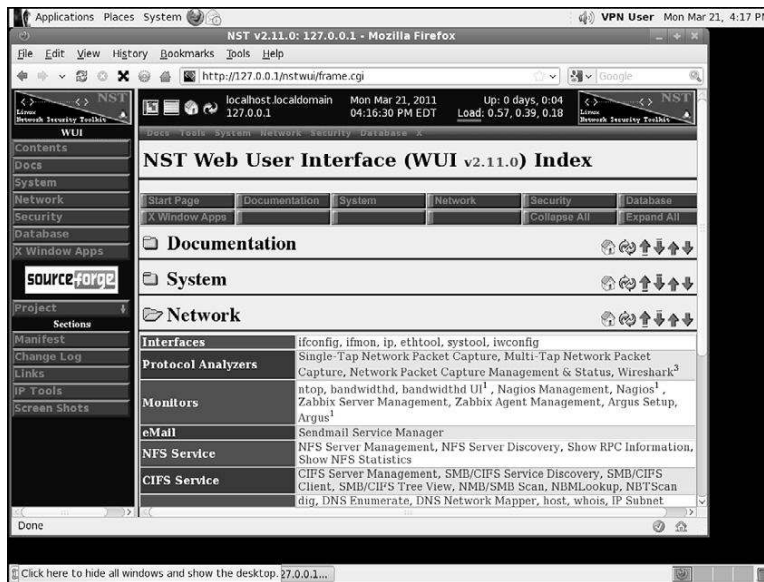 Applications Places System VPN User Mon Mar 21, 4:17 PM
NST v2.11.0: 127.0.0.1 - Mozilla Firefox
File Edit View History Bookmarks Tools Help
http://127.0.0.1/nstwui/frame.cgi Google
NST
Linux
Network Security Toolkit
WUI
Contents
Docs
System
Network
Security
Database
X Window Apps
sourceforge
Project
Sections
Manifest
Change Log
Links
IP Tools
Screen Shots
localhost.localdomain Mon Mar 21, 2011 Up: 0 days, 0:04
127.0.0.1 04:16:30 PM EDT Load: 0.57, 0.39, 0.18
NST
Linux
Network Security Toolkit
Docs Tools System Network Security Database X
NST Web User Interface (WUI v2.11.0) Index
Start Page Documentation System Network Security Database
X Window Apps Collapse All Expand All
Documentation
System
Network
Interfaces ifconfig, ifmon, ip, ethtool, systool, iwconfig
Protocol Analyzers Single-Tap Network Packet Capture, Multi-Tap Network Packet
Capture, Network Packet Capture Management & Status, Wireshark3
Monitors ntop, bandwidthd, bandwidthd UI1 , Nagios Management, Nagios1 ,
Zabbix Server Management, Zabbix Agent Management, Argus Setup,
Argus1
eMail Sendmail Service Manager
NFS Service NFS Server Management, NFS Server Discovery, Show RPC Information,
Show NFS Statistics
CIFS Service CIFS Server Management, SMB/CIFS Service Discovery, SMB/CIFS
Client, SMB/CIFS Tree View, NMB/SMB Scan, NBMLookup, NBTScan
dig, DNS Enumerate, DNS Network Mapper, host, whois, IP Subnet
Done
Click here to hide all windows and show the desktop. 27.0.0.1...